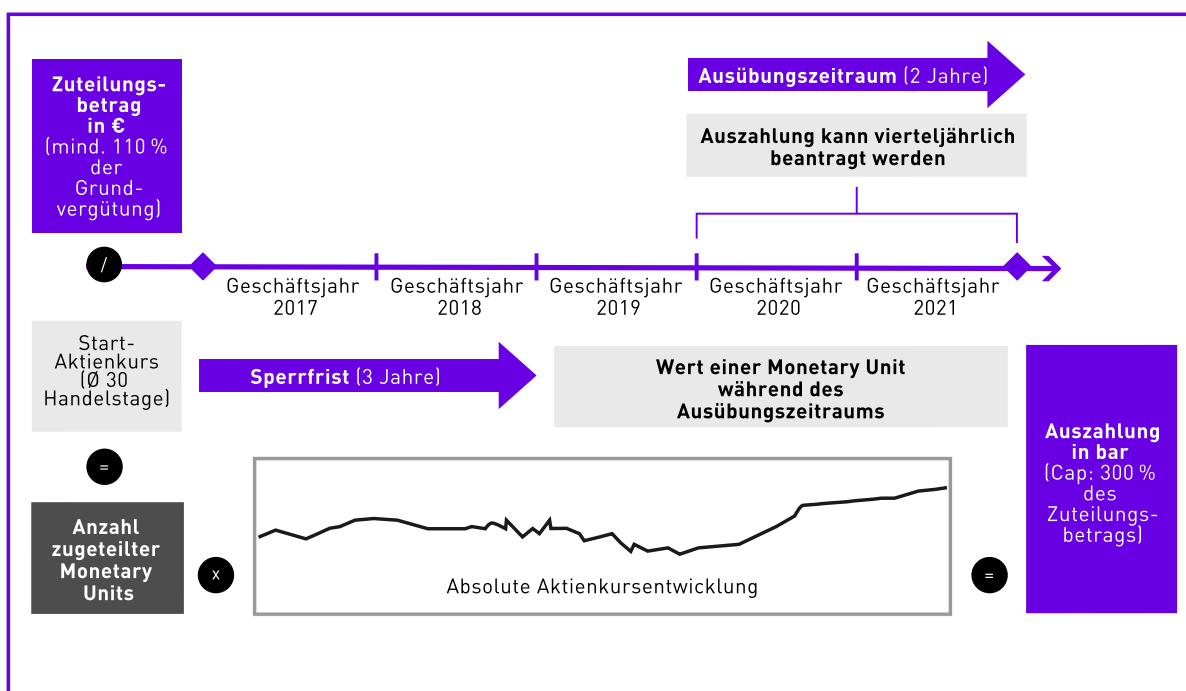 Zuteilungs-
betrag
in €
(mind. 110 %
der
Grund-
vergütung)
Ausübungszeitraum (2 Jahre)
Auszahlung kann vierteljährlich
beantragt werden
/
Geschäftsjahr
2017
Geschäftsjahr
2018
Geschäftsjahr
2019
Geschäftsjahr
2020
Geschäftsjahr
2021
Start-
Aktienkurs
(Ø 30
Handelstage)
Sperrfrist (3 Jahre)
Wert einer Monetary Unit
während des
Ausübungszeitraums
=
Anzahl
zugeteilter
Monetary
Units
x
Absolute Aktienkursentwicklung
=
Auszahlung
in bar
(Cap: 300 %
des
Zuteilungs-
betrags)